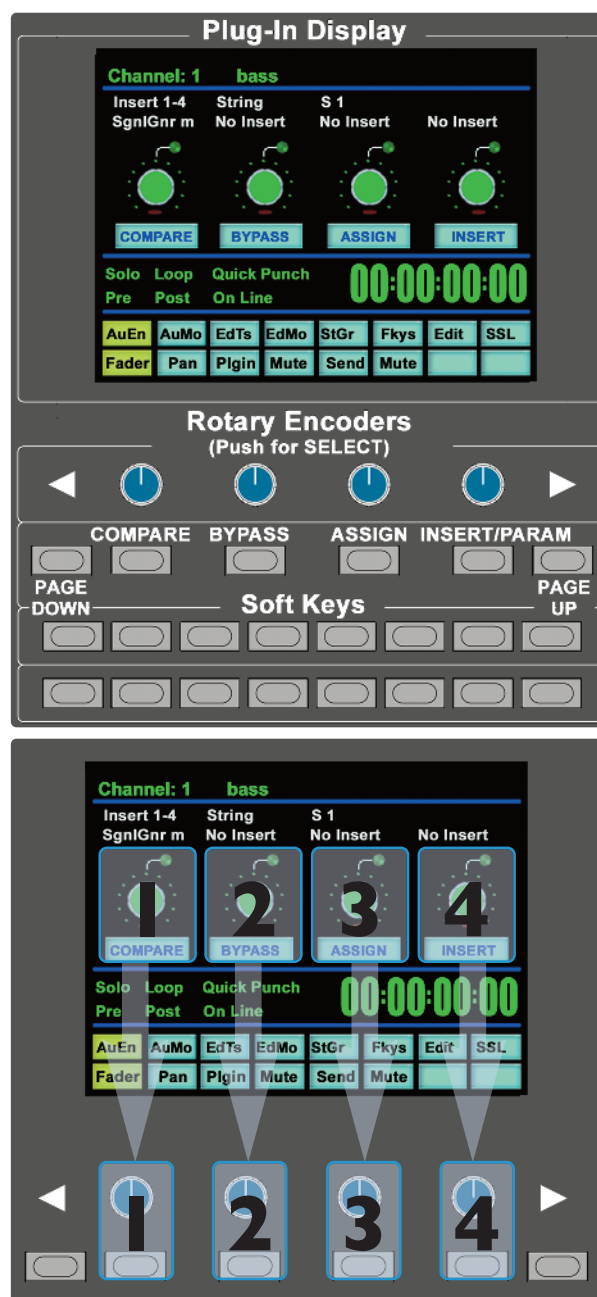 Plug-In Display
Channel: 1 bass
Insert 1-4 String S 1
SgnlGnr m No Insert No Insert No Insert
COMPARE BYPASS ASSIGN INSERT
Solo Loop Quick Punch
00:00:00:00
Pre Post On Line
AuEn AuMo EdTs EdMo StGr Fkys Edit SSL
Fader Pan Plgin Mute Send Mute
Rotary Encoders
(Push for SELECT)
COMPARE BYPASS ASSIGN INSERT/PARAM
PAGE DOWN
Soft Keys
PAGE UP
Channel: 1 bass
Insert 1-4 String S 1
SgnlGnr m No Insert No Insert No Insert
1 2 3 4
COMPARE BYPASS ASSIGN INSERT
Solo Loop Quick Punch
00:00:00:00
Pre Post On Line
AuEn AuMo EdTs EdMo StGr Fkys Edit SSL
Fader Pan Plgin Mute Send Mute
1 2 3 4